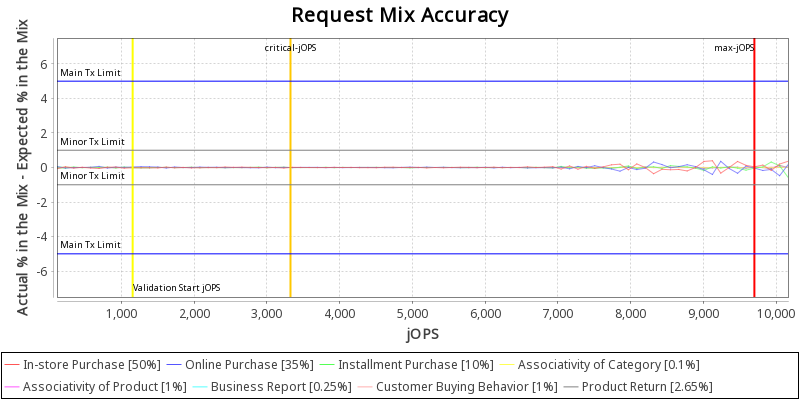 Request Mix Accuracy
critical-jOPS
max-jOPS
Main Tx Limit
Minor Tx Limit
Minor Tx Limit
Main Tx Limit
Validation Start jOPS
Actual % in the Mix - Expected % in the Mix
6
4
2
0
-2
-4
-6
1,000 2,000 3,000 4,000 5,000 6,000 7,000 8,000 9,000 10,000
jOPS
In-store Purchase [50%] Online Purchase [35%] Installment Purchase [10%] Associativity of Category [0.1%]
Associativity of Product [1%] Business Report [0.25%] Customer Buying Behavior [1%] Product Return [2.65%]